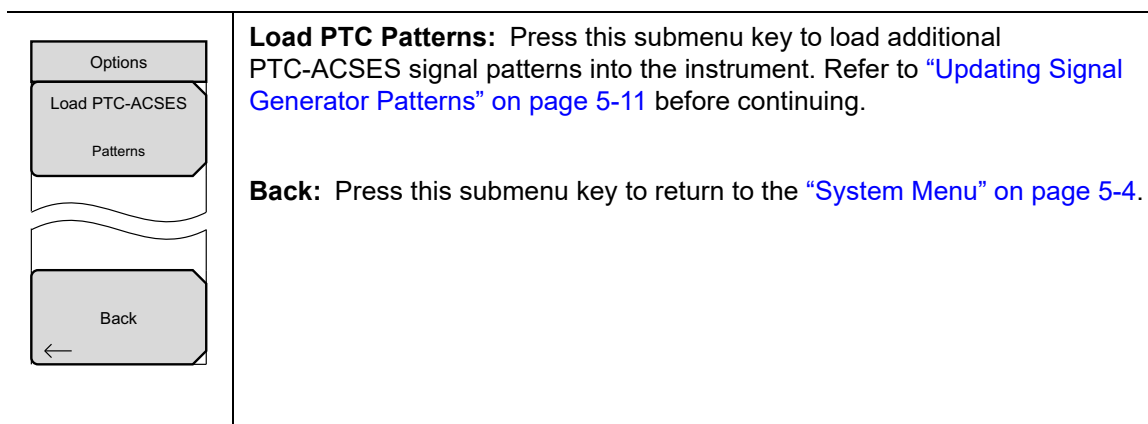 Options
Load PTC-ACSES
Patterns
Back
Load PTC Patterns: Press this submenu key to load additional
PTC-ACSES signal patterns into the instrument. Refer to “Updating Signal
Generator Patterns” on page 5-11 before continuing.
Back: Press this submenu key to return to the “System Menu” on page 5-4.